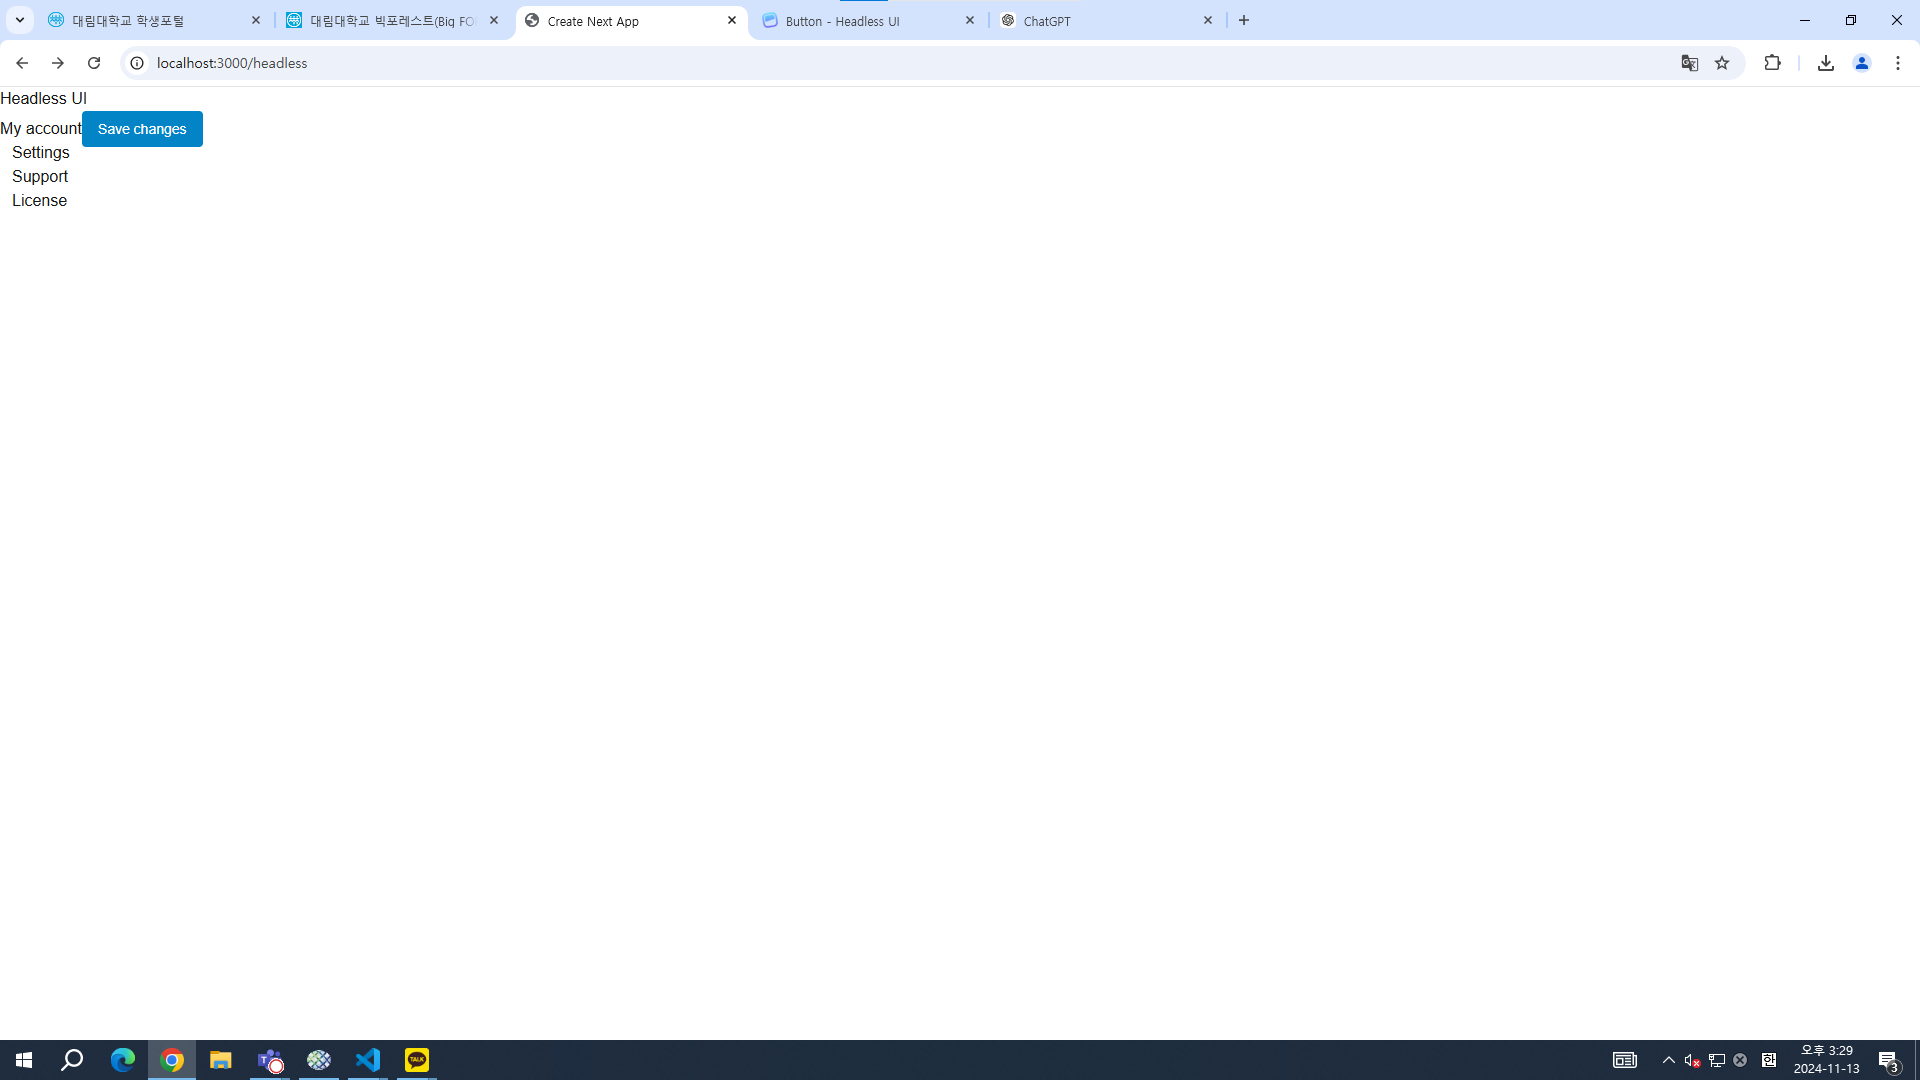 대림대학교 학생포털
대림대학교 빅포레스트(Big FO
Create Next App
Button - Headless UI
ChatGPT
localhost:3000/headless
Headless UI
My account
Save changes
Settings
Support
License
TALK
한
오후 3:29
2024-11-13
3